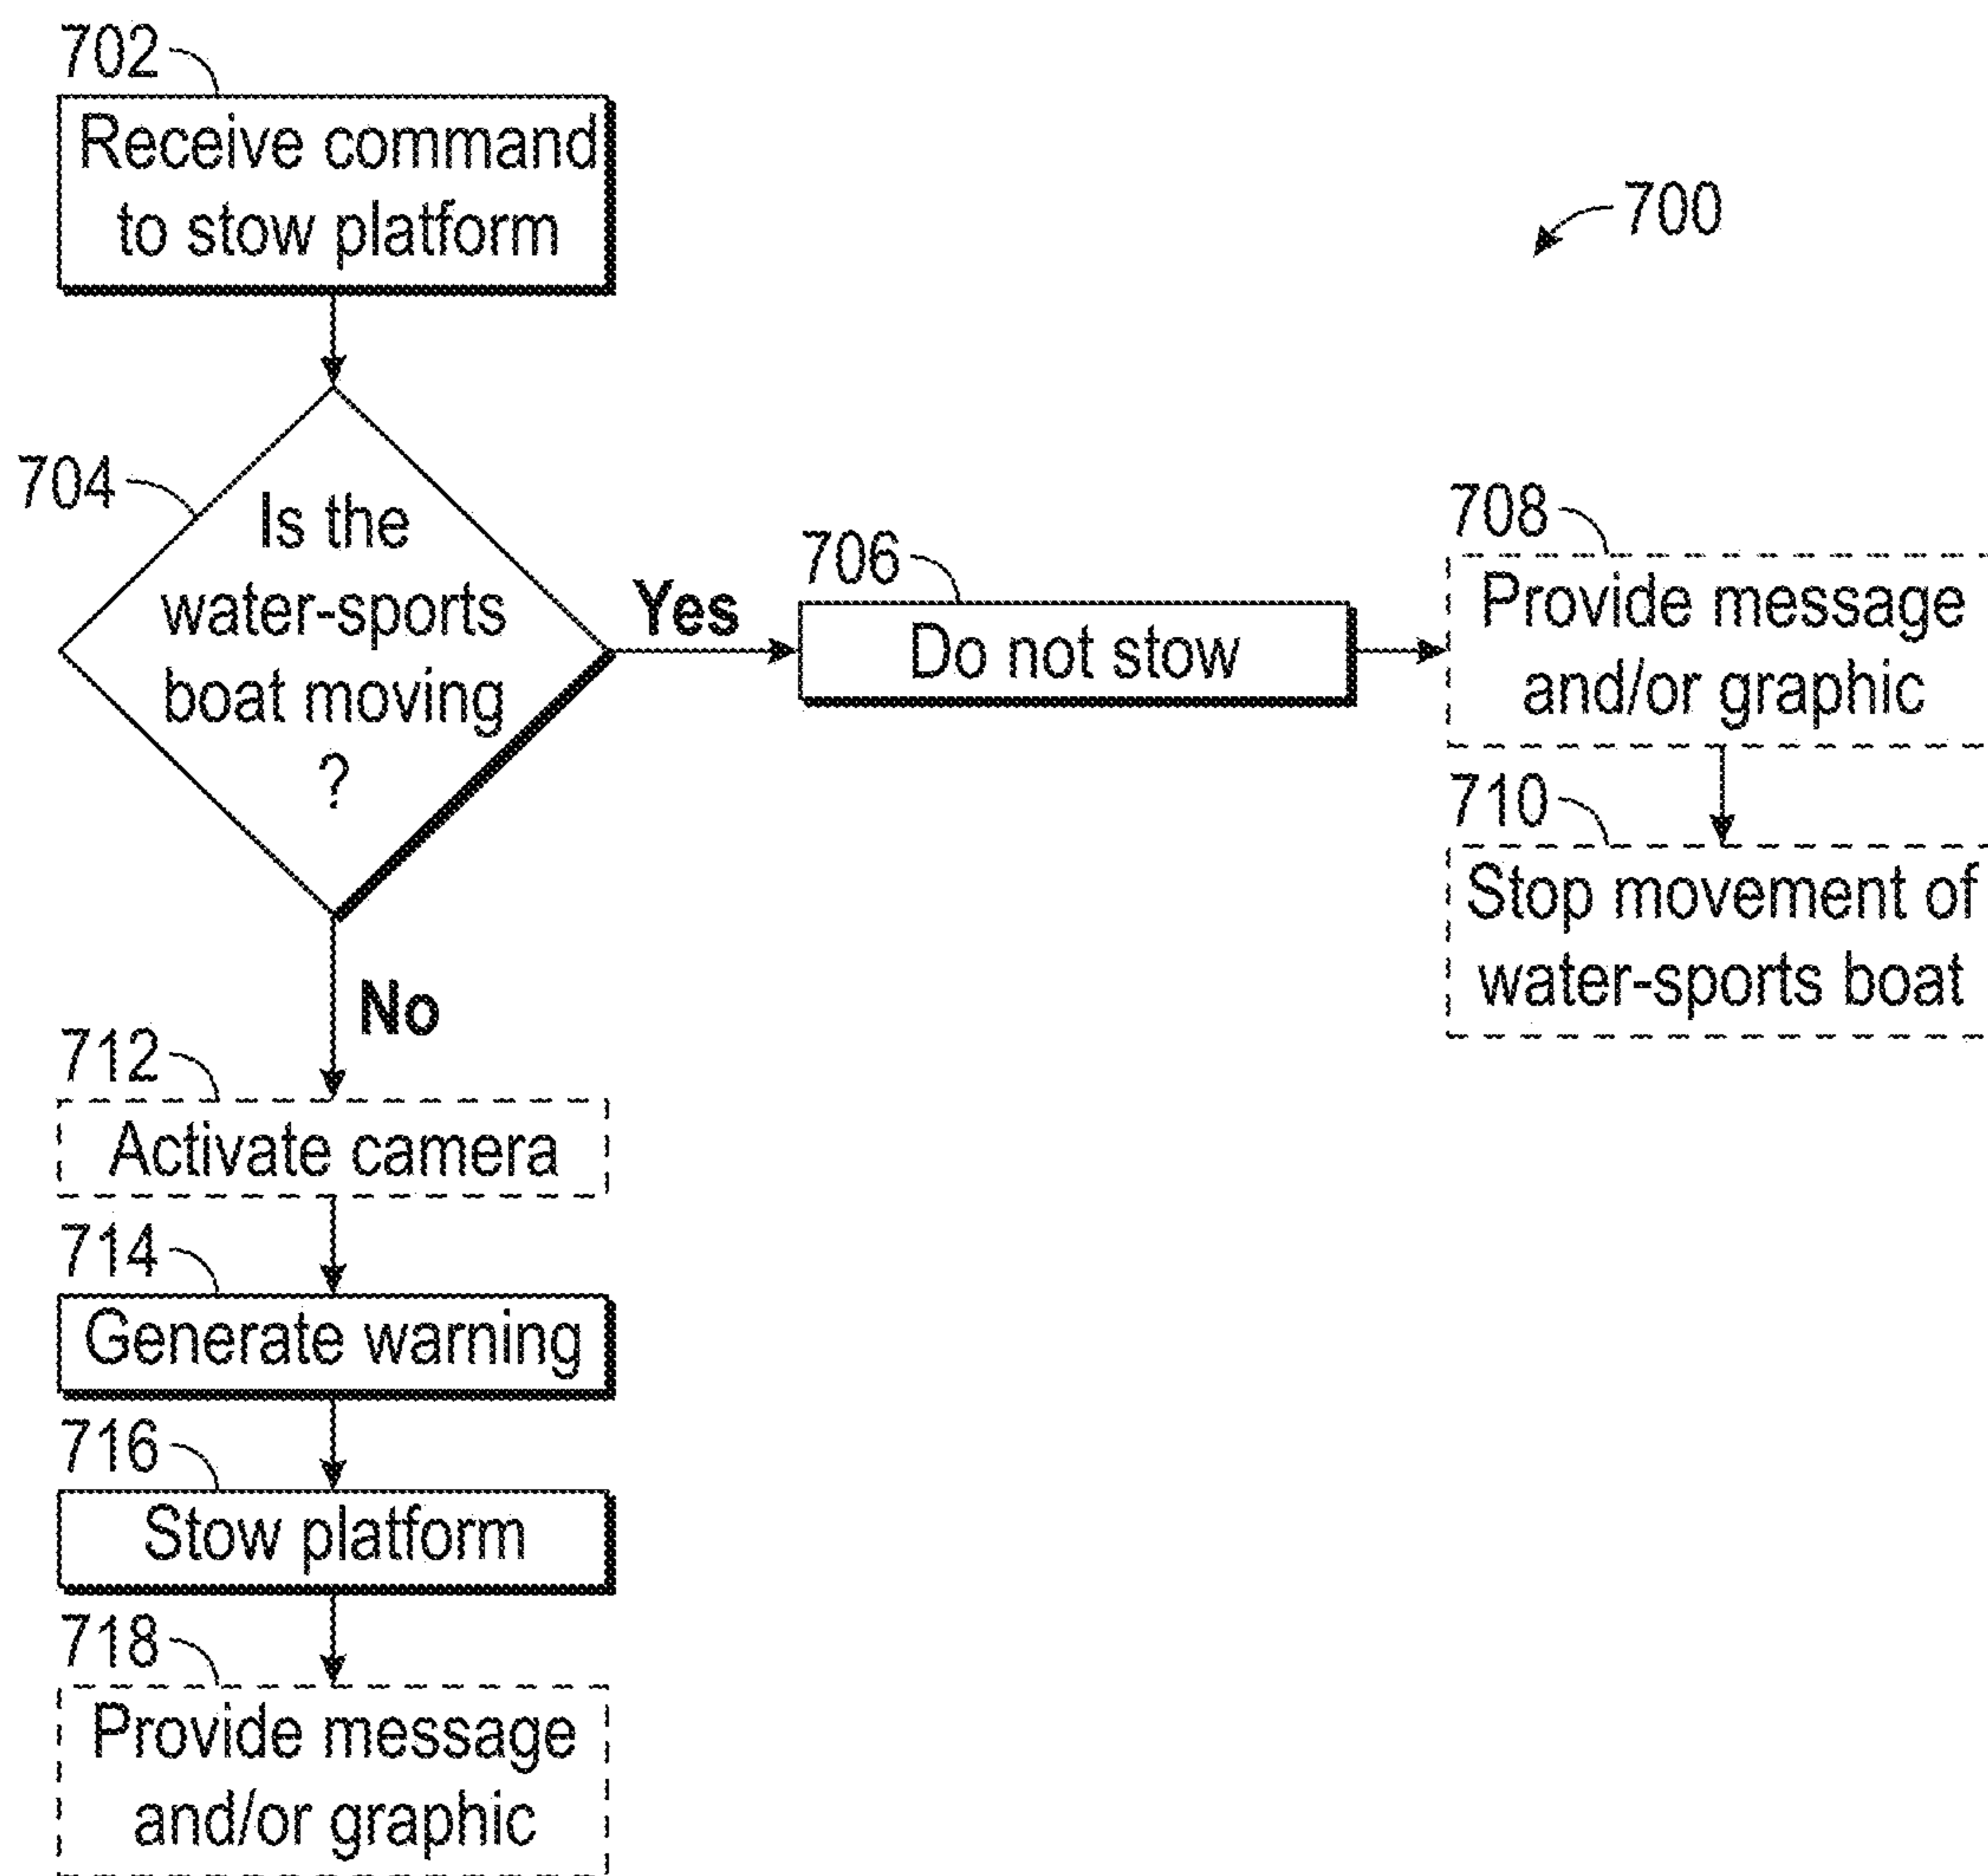 702
Receive command
to stow platform
700
704
Is the
water-sports
boat moving
?
Yes
706
Do not stow
708
Provide message
and/or graphic
710
Stop movement of
water-sports boat
No
712
Activate camera
714
Generate warning
716
Stow platform
718
Provide message
and/or graphic